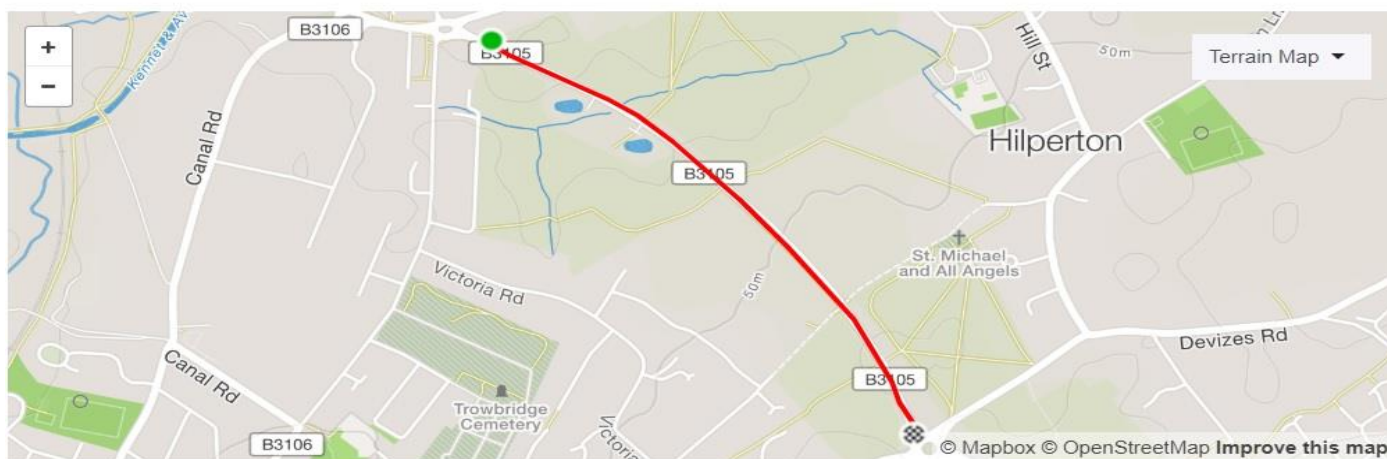 +
−
Kennet & Av
B3106
Canal Rd
B3105
Hill St
50m
Terrain Map
Hilperton
B3105
St. Michael
and All Angels
Victoria Rd
50m
Devizes Rd
Canal Rd
B3105
Trowbridge
Cemetery
Victoria
B3106
© Mapbox © OpenStreetMap Improve this map